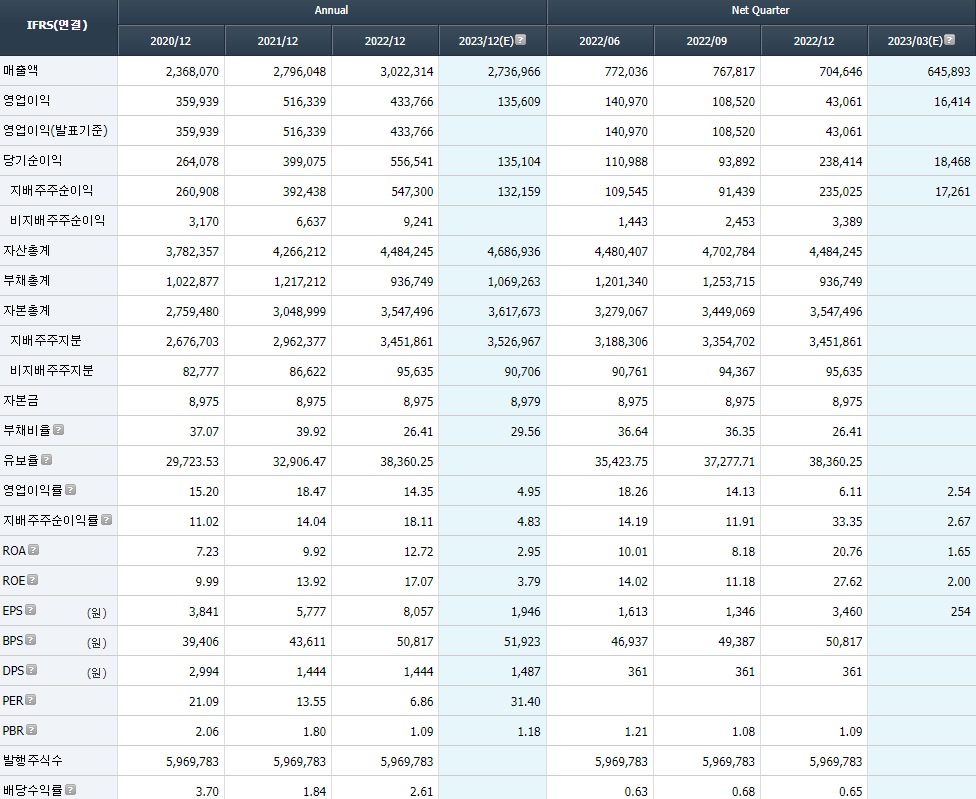 IFRS(연결) Annual Net Quarter
2020/12 2021/12 2022/12 2023/12(E) 2022/06 2022/09 2022/12 2023/03(E)
매출액 2,368,070 2,796,048 3,022,314 2,736,966 772,036 767,817 704,646 645,893
영업이익 359,939 516,339 433,766 135,609 140,970 108,520 43,061 16,414
영업이익(발표기준) 359,939 516,339 433,766 140,970 108,520 43,061
당기순이익 264,078 399,075 556,541 135,104 110,988 93,892 238,414 18,468
지배주주순이익 260,908 392,438 547,300 132,159 109,545 91,439 235,025 17,261
비지배주주순이익 3,170 6,637 9,241 1,443 2,453 3,389
자산총계 3,782,357 4,266,212 4,484,245 4,686,936 4,480,407 4,702,784 4,484,245
부채총계 1,022,877 1,217,212 936,749 1,069,263 1,201,340 1,253,715 936,749
자본총계 2,759,480 3,048,999 3,547,496 3,617,673 3,279,067 3,449,069 3,547,496
지배주주지분 2,676,703 2,962,377 3,451,861 3,526,967 3,188,306 3,354,702 3,451,861
비지배주주지분 82,777 86,622 95,635 90,706 90,761 94,367 95,635
자본금 8,975 8,975 8,975 8,979 8,975 8,975 8,975
부채비율 37.07 39.92 26.41 29.56 36.64 36.35 26.41
유보율 29,723.53 32,906.47 38,360.25 35,423.75 37,277.71 38,360.25
영업이익률 15.20 18.47 14.35 4.95 18.26 14.13 6.11 2.54
지배주주순이익률 11.02 14.04 18.11 4.83 14.19 11.91 33.35 2.67
ROA 7.23 9.92 12.72 2.95 10.01 8.18 20.76 1.65
ROE 9.99 13.92 17.07 3.79 14.02 11.18 27.62 2.00
EPS (원) 3,841 5,777 8,057 1,946 1,613 1,346 3,460 254
BPS (원) 39,406 43,611 50,817 51,923 46,937 49,387 50,817
DPS (원) 2,994 1,444 1,444 1,487 361 361 361
PER 21.09 13.55 6.86 31.40
PBR 2.06 1.80 1.09 1.18 1.21 1.08 1.09
발행주식수 5,969,783 5,969,783 5,969,783 5,969,783 5,969,783 5,969,783
배당수익률 3.70 1.84 2.61 0.63 0.68 0.65